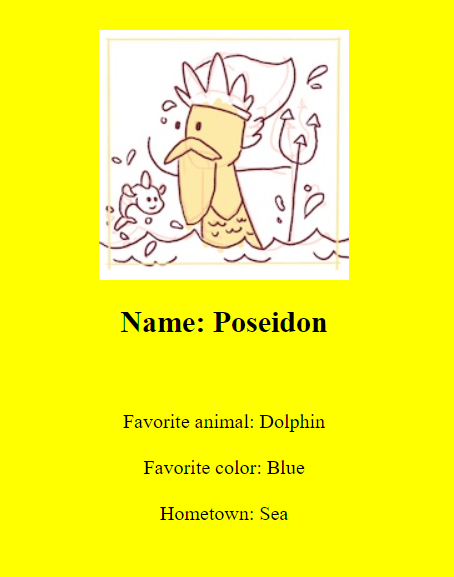 Name: Poseidon
Favorite animal: Dolphin
Favorite color: Blue
Hometown: Sea